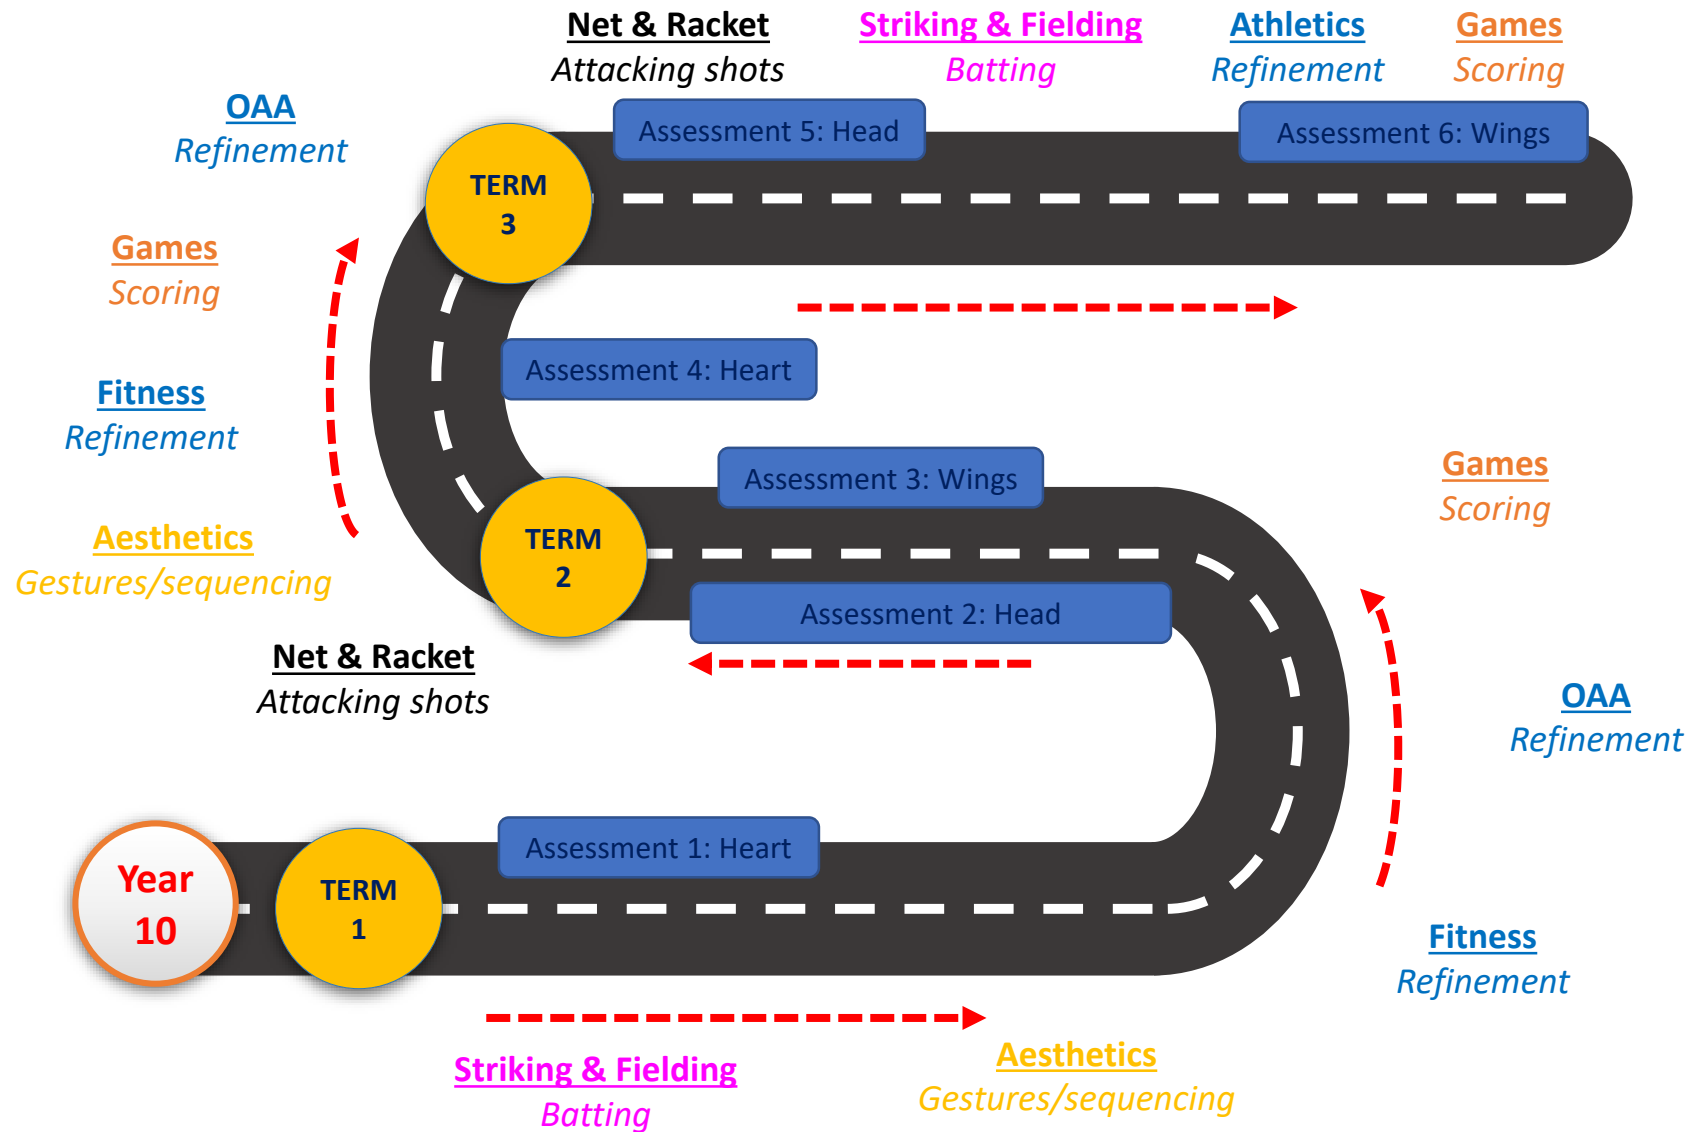 Net & Racket
Attacking shots
Striking & Fielding
Batting
Athletics
Refinement
Games
Scoring
OAA
Refinement
Assessment 5: Head
Assessment 6: Wings
TERM
3
Games
Scoring
Assessment 4: Heart
Fitness
Refinement
Assessment 3: Wings
Games
Scoring
Aesthetics
Gestures/sequencing
TERM
2
Assessment 2: Head
Net & Racket
Attacking shots
OAA
Refinement
Assessment 1: Heart
Year
10
TERM
1
Fitness
Refinement
Striking & Fielding
Batting
Aesthetics
Gestures/sequencing